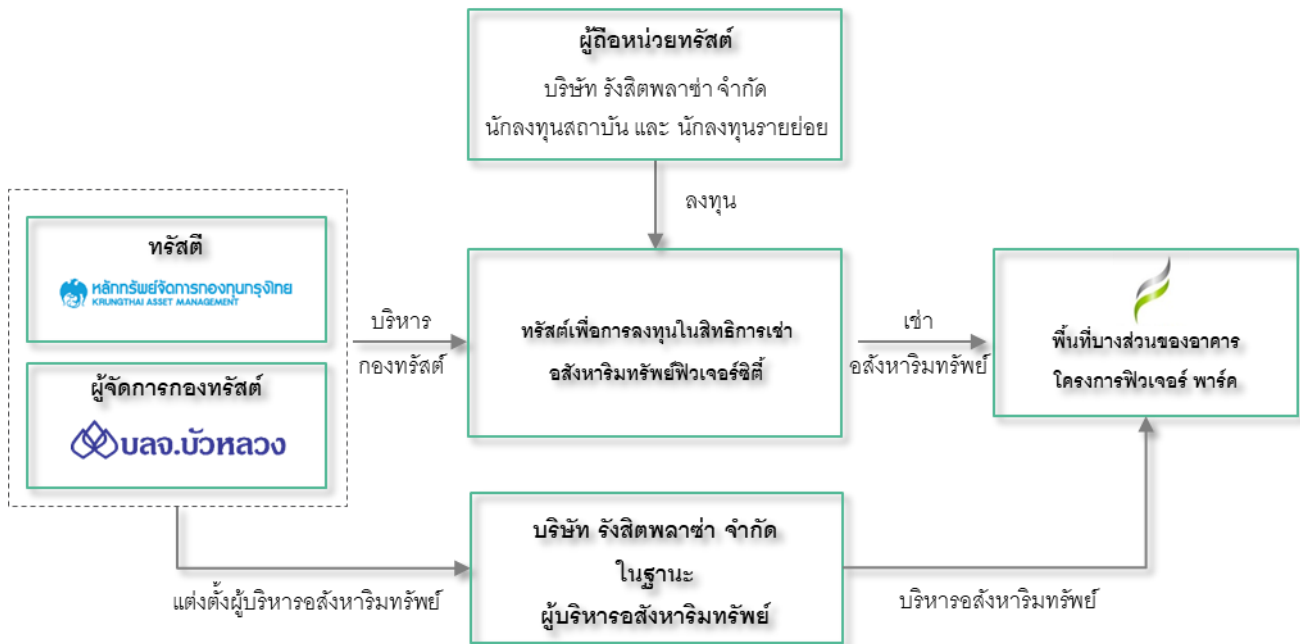 ผู้ถือหน่วยทรัสต์
บริษัท รังสิตพลาซ่า จำกัด
นักลงทุนสถาบัน และ นักลงทุนรายย่อย
ลงทุน
ทรัสตี
หลักทรัพย์จัดการกองทุนกรุงไทย
KRUNGTHAI ASSET MANAGEMENT
ผู้จัดการกองทรัสต์
บลจ.บัวหลวง
บริหาร
กองทรัสต์
ทรัสต์เพื่อการลงทุนในสิทธิการเช่า
อสังหาริมทรัพย์ฟิวเจอร์ซิตี้
เช่า
อสังหาริมทรัพย์
พื้นที่บางส่วนของอาคาร
โครงการฟิวเจอร์ พาร์ค
แต่งตั้งผู้บริหารอสังหาริมทรัพย์
บริษัท รังสิตพลาซ่า จำกัด
ในฐานะ
ผู้บริหารอสังหาริมทรัพย์
บริหารอสังหาริมทรัพย์